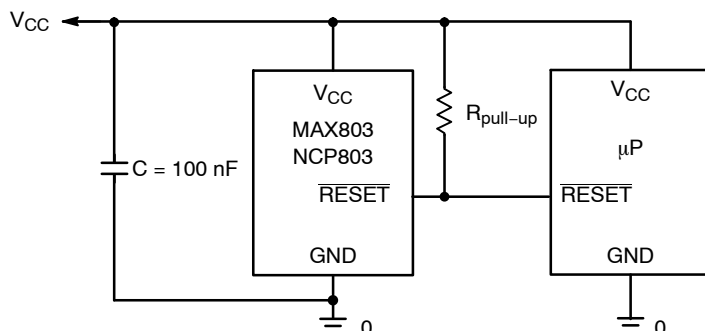 VCC
VCC
MAX803
NCP803
RESET
GND
C = 100 nF
Rpull−up
VCC
μP
RESET
GND
0
0